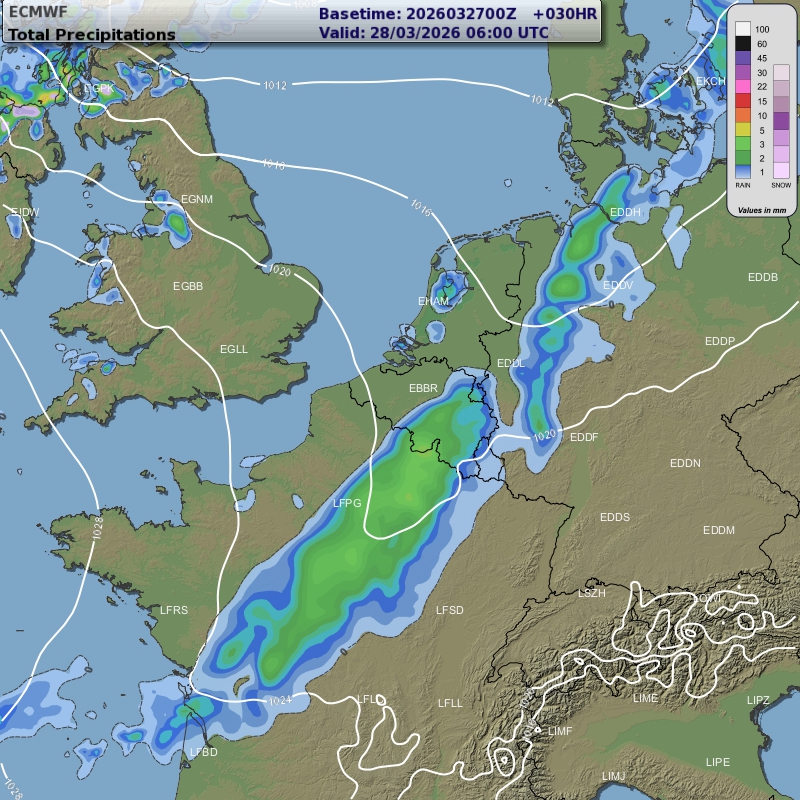 ECMWF
Basetime: 2026032700Z +030HR
Total Precipitations
Valid: 28/03/2026 06:00 UTC
100
60
45
30
22
15
10
5
3
2
1
RAIN SNOW
Values in mm
EGPK
EKCH
1012
1012
1016
1016
EGNM
EIDW
EDDH
1020
EGBB
EDDV
EDDB
EHAM
EGLL
EDDP
EDDL
EBBR
1020
EDDF
EDDN
LFPG
EDDS
EDDM
1028
LSZH
LOWI
LFRS
LFSD
1024
LFLL
LIME
LIPZ
LIMF
LFBD
LIPE
LIMJ
1028